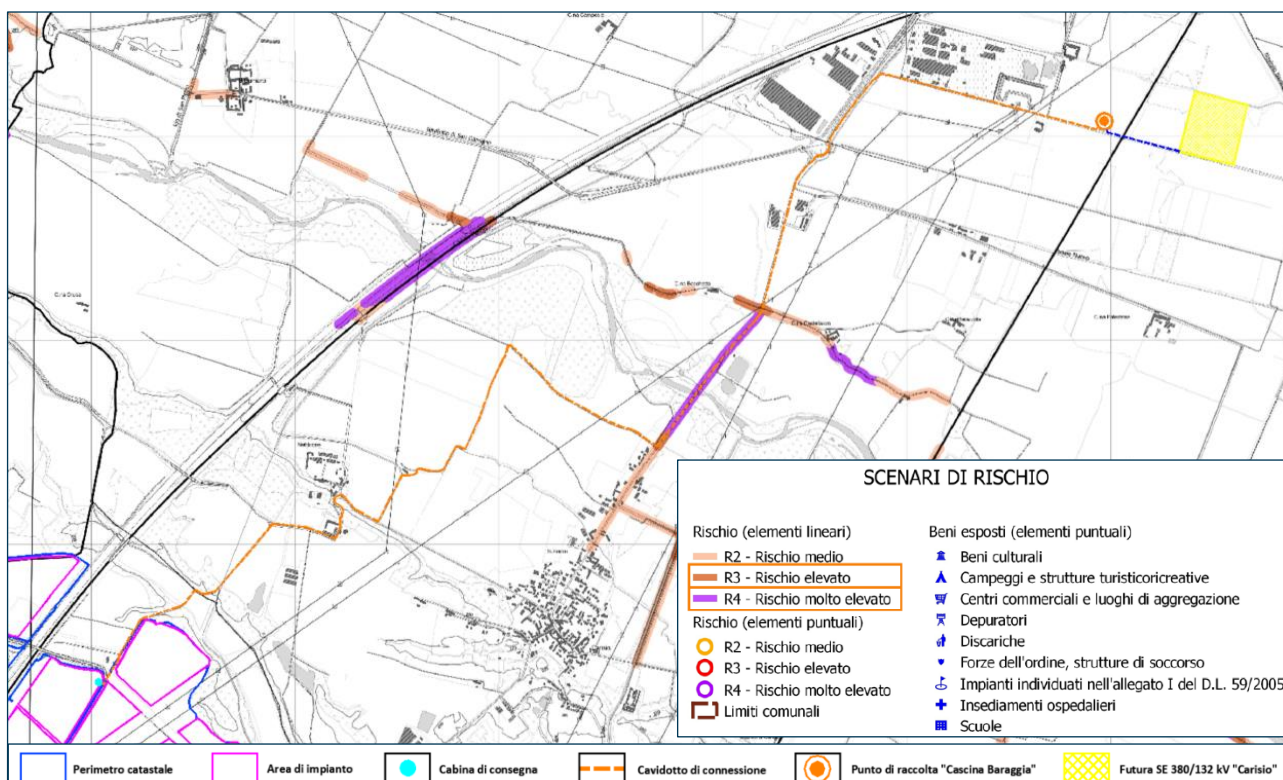 SCENARI DI RISCHIO
Rischio (elementi lineari)
R2 - Rischio medio
R3 - Rischio elevato
R4 - Rischio molto elevato
Rischio (elementi puntuali)
R2 - Rischio medio
R3 - Rischio elevato
R4 - Rischio molto elevato
Limiti comunali
Beni esposti (elementi puntuali)
Beni culturali
Campeggi e strutture turisticoricreative
Centri commerciali e luoghi di aggregazione
Depuratori
Discariche
Forze dell'ordine, strutture di soccorso
Impianti individuati nell'allegato I del D.L. 59/2005
Insediamenti ospedalieri
Scuole
Perimetro catastale
Area di impianto
Cabina di consegna
Cavidotto di connessione
Punto di raccolta "Cascina Baraggia"
Futura SE 380/132 kV "Carisio"